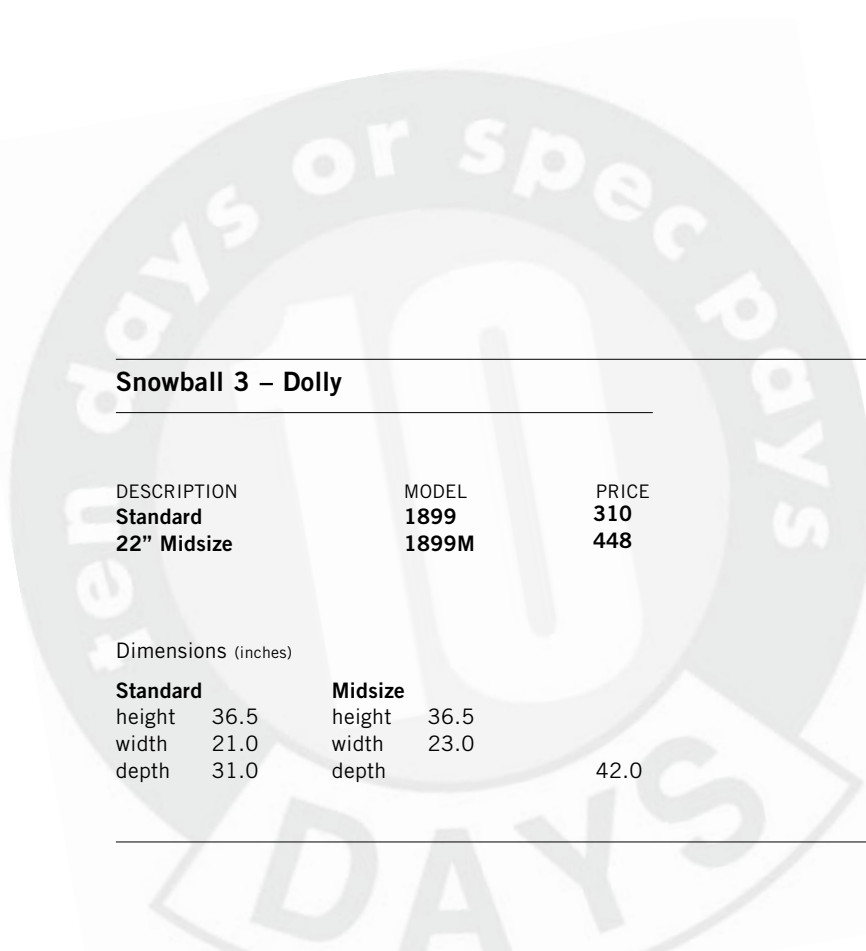 ten days or spec pays
10
DAYS
Snowball 3 – Dolly
DESCRIPTION MODEL PRICE
Standard 1899 310
22” Midsize 1899M 448
Dimensions (inches)
Standard Midsize
height 36.5 height 36.5
width 21.0 width 23.0
depth 31.0 depth 42.0